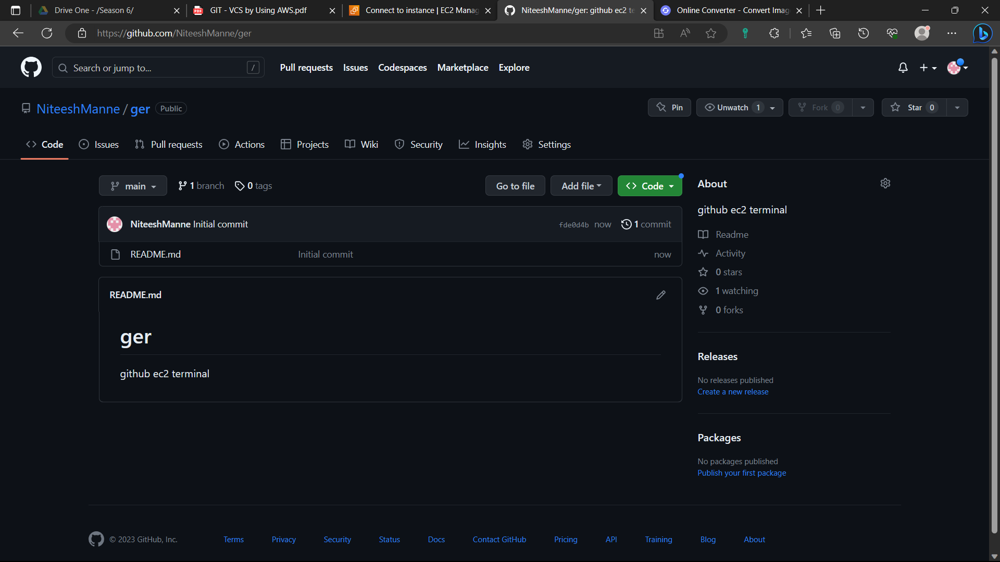 Drive One - /Season 6/
GIT - VCS by Using AWS.pdf
Connect to instance | EC2 Manag
NiteeshManne/ger: github ec2 te
Online Converter - Convert Imag
https://github.com/NiteeshManne/ger
Search or jump to...
/
Pull requests
Issues
Codespaces
Marketplace
Explore
NiteeshManne / ger
Public
Pin
Unwatch 1
Fork 0
Star 0
Code
Issues
Pull requests
Actions
Projects
Wiki
Security
Insights
Settings
main
1 branch
0 tags
Go to file
Add file
Code
NiteeshManne Initial commit
fde0d4b now
1 commit
README.md
Initial commit
now
README.md
ger
github ec2 terminal
About
github ec2 terminal
Readme
Activity
0 stars
1 watching
0 forks
Releases
No releases published
Create a new release
Packages
No packages published
Publish your first package
© 2023 GitHub, Inc.
Terms
Privacy
Security
Status
Docs
Contact GitHub
Pricing
API
Training
Blog
About